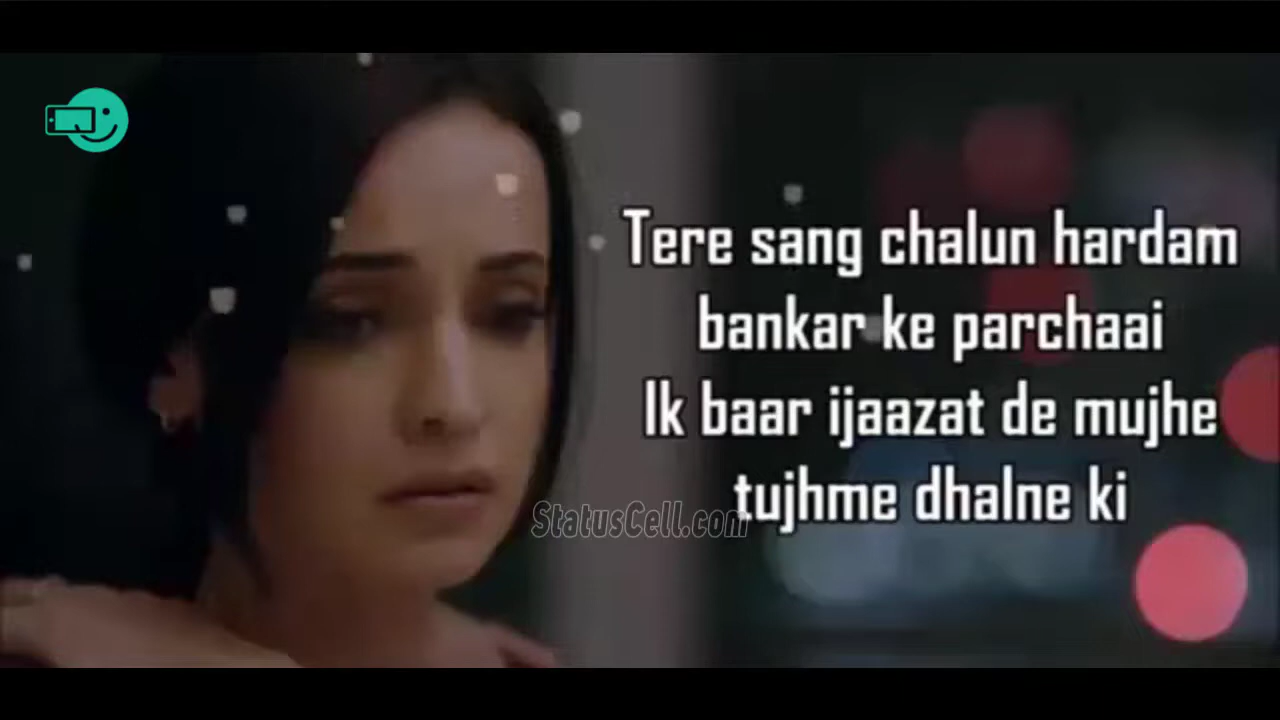 Tere sang chalun hardam
bankar ke parchaai
Ik baar ijaazat de mujhe
tujhme dhalne ki
StatusCell.com